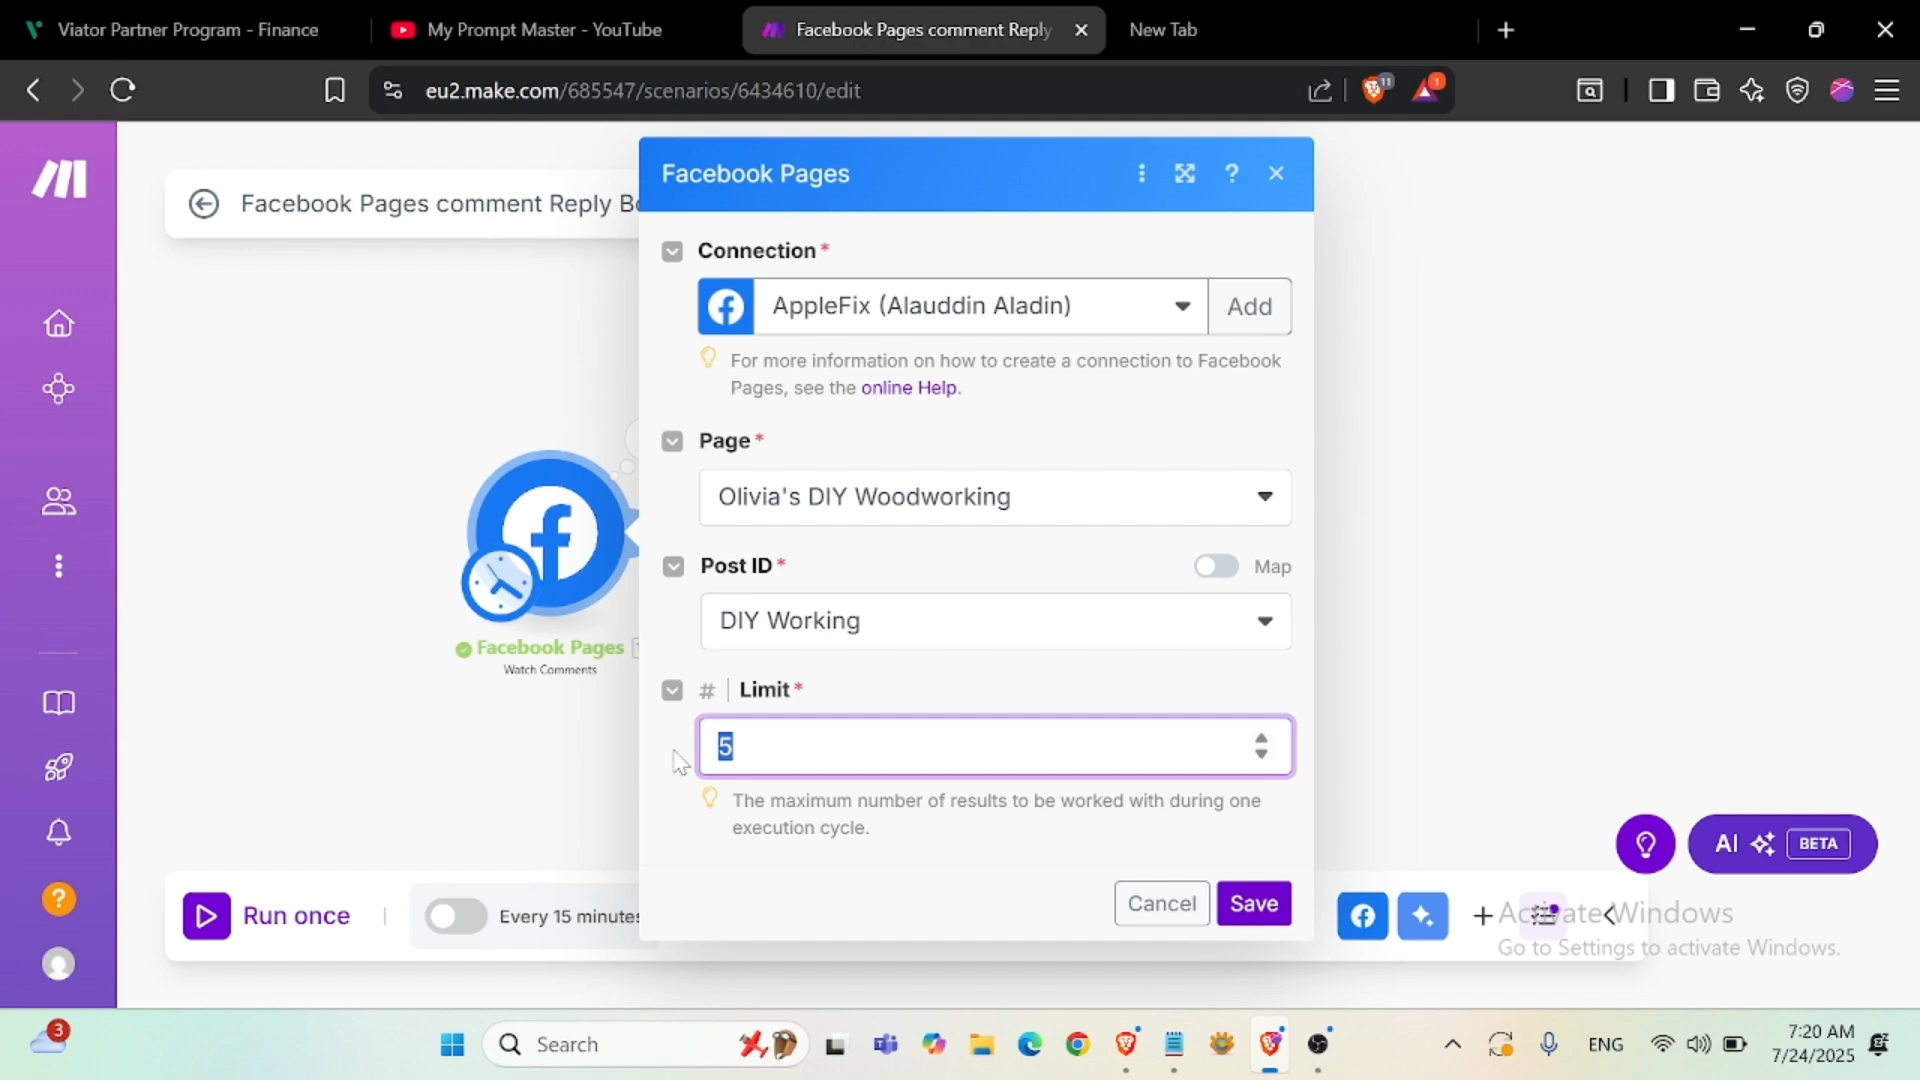 Viator Partner Program - Finance
My Prompt Master - YouTube
Facebook Pages comment Reply
New Tab
eu2.make.com/685547/scenarios/6434610/edit
11
1
Facebook Pages comment Reply Bo
Facebook Pages
?
Connection*
AppleFix (Alauddin Aladin)
Add
For more information on how to create a connection to Facebook
Pages, see the online Help.
Page*
Olivia's DIY Woodworking
Post ID*
Map
DIY Working
# Limit*
5
The maximum number of results to be worked with during one
execution cycle.
Cancel
Save
Facebook Pages
Watch Comments
Run once
Every 15 minutes
AI
BETA
Activate Windows
Go to Settings to activate Windows.
?
3
Search
ENG
7:20 AM
7/24/2025